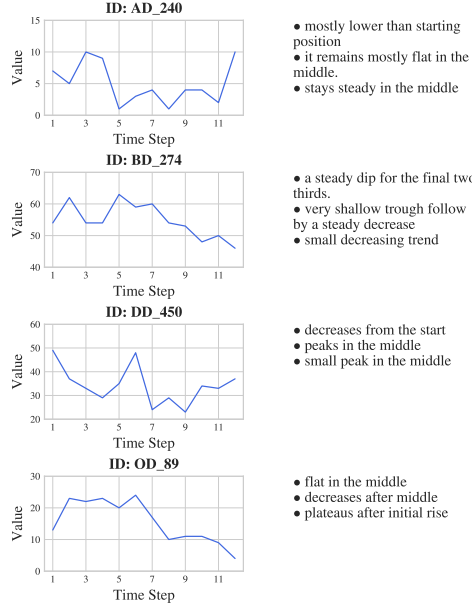 ID: AD_240
15
10
5
0
Value
1 3 5 7 9 11
Time Step
● mostly lower than starting
position
● it remains mostly flat in the
middle.
● stays steady in the middle
ID: BD_274
70
60
50
40
Value
1 3 5 7 9 11
Time Step
● a steady dip for the final two
thirds.
● very shallow trough follow
by a steady decrease
● small decreasing trend
ID: DD_450
60
50
40
30
20
Value
1 3 5 7 9 11
Time Step
● decreases from the start
● peaks in the middle
● small peak in the middle
ID: OD_89
30
20
10
0
Value
1 3 5 7 9 11
Time Step
● flat in the middle
● decreases after middle
● plateaus after initial rise